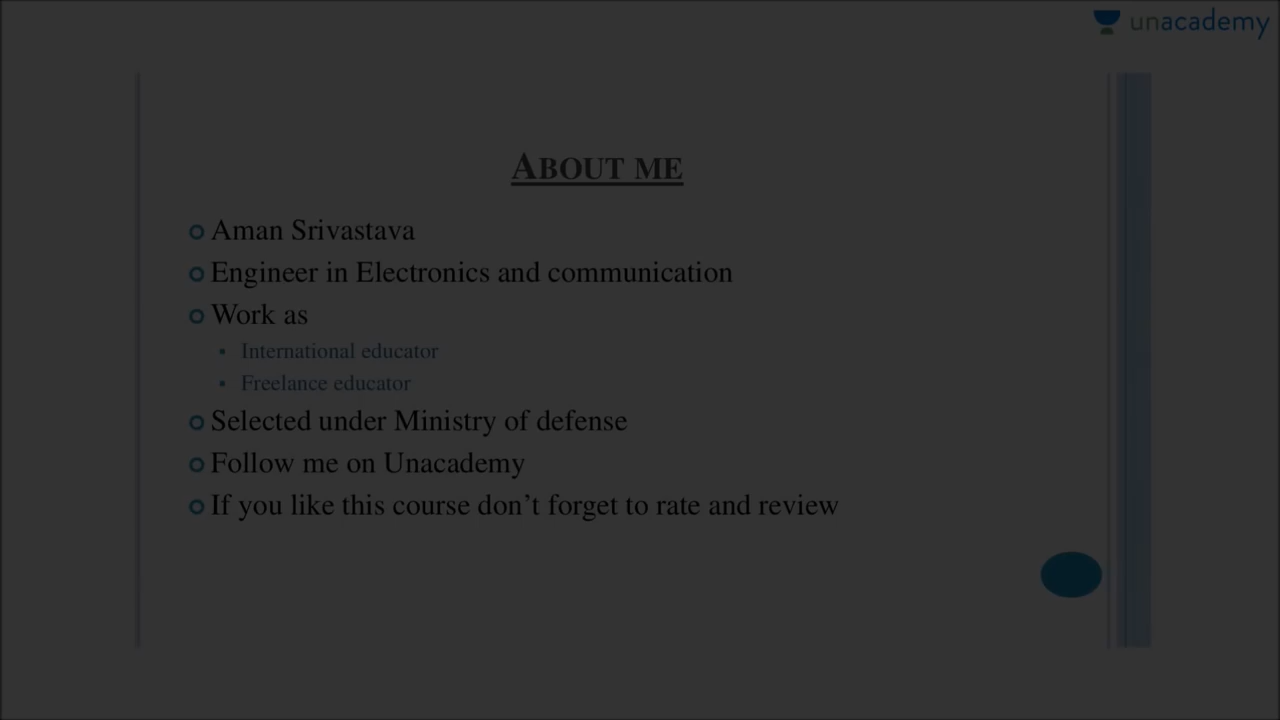 unacademy
ABOUT ME
Aman Srivastava
Engineer in Electronics and communication
Work as
International educator
Freelance educator
Selected under Ministry of defense
Follow me on Unacademy
If you like this course don't forget to rate and review